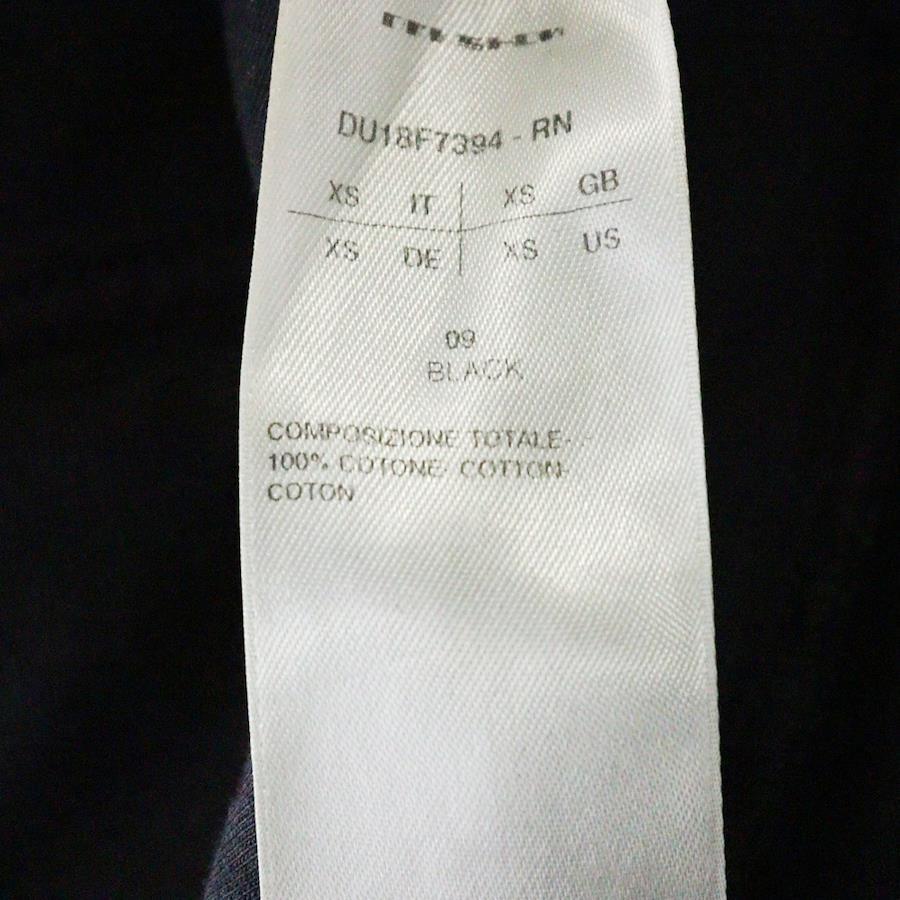 DU18F7394 - RN
XS IT XS GB
XS DE XS US
09
BLACK
COMPOSIZIONE TOTALE-
100% COTONE- COTTON-
COTON